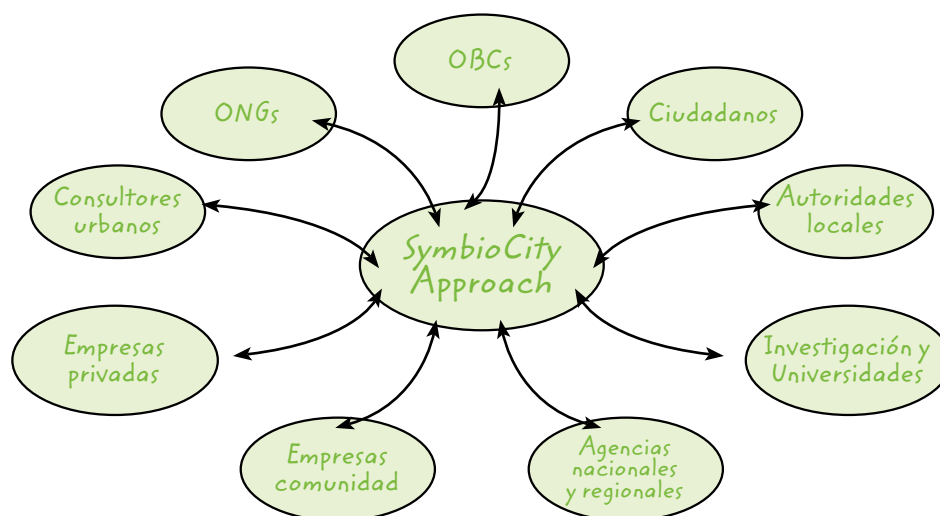 OBCs
ONGs
Ciudadanos
Consultores
urbanos
Autoridades
locales
SymbioCity
Approach
Empresas
privadas
Investigación y
Universidades
Empresas
comunidad
Agencias
nacionales
y regionales